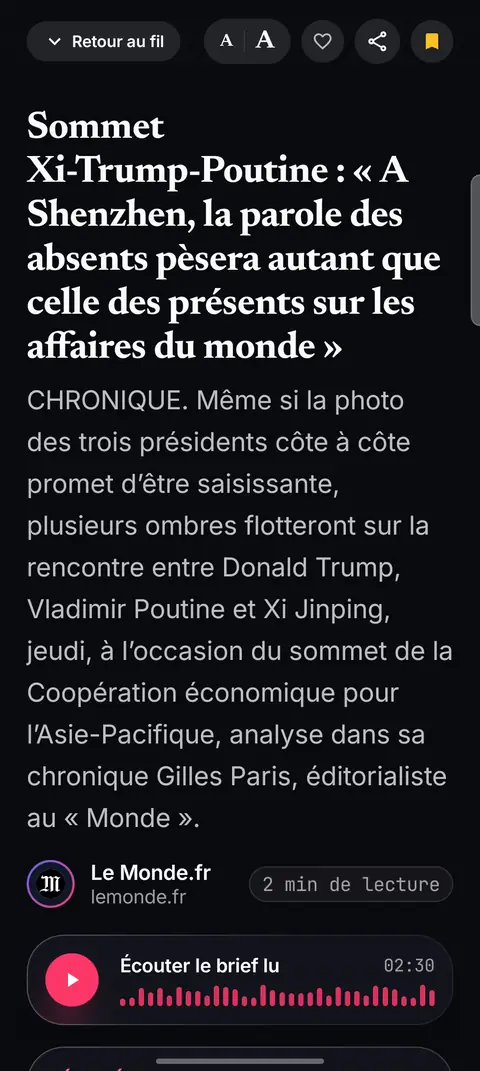 Retour au fil
A A
Sommet
Xi-Trump-Poutine : « A
Shenzhen, la parole des
absents pèsera autant que
celle des présents sur les
affaires du monde »
CHRONIQUE. Même si la photo
des trois présidents côte à côte
promet d’être saisissante,
plusieurs ombres flotteront sur la
rencontre entre Donald Trump,
Vladimir Poutine et Xi Jinping,
jeudi, à l’occasion du sommet de la
Coopération économique pour
l’Asie-Pacifique, analyse dans sa
chronique Gilles Paris, éditorialiste
au « Monde ».
M
Le Monde.fr
lemonde.fr
2 min de lecture
Écouter le brief lu
02:30